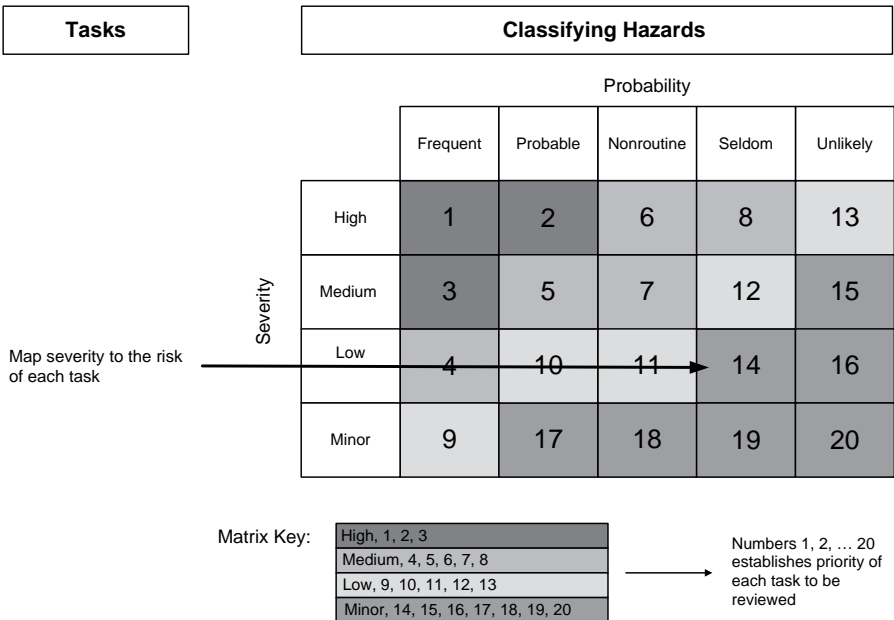 Tasks
Classifying Hazards
Probability
Frequent Probable Nonroutine Seldom Unlikely
Severity
High 1 2 6 8 13
Medium 3 5 7 12 15
Map severity to the risk
of each task
Low 4 10 11 14 16
Minor 9 17 18 19 20
Matrix Key:
High, 1, 2, 3
Medium, 4, 5, 6, 7, 8
Low, 9, 10, 11, 12, 13
Minor, 14, 15, 16, 17, 18, 19, 20
Numbers 1, 2, … 20
establishes priority of
each task to be
reviewed